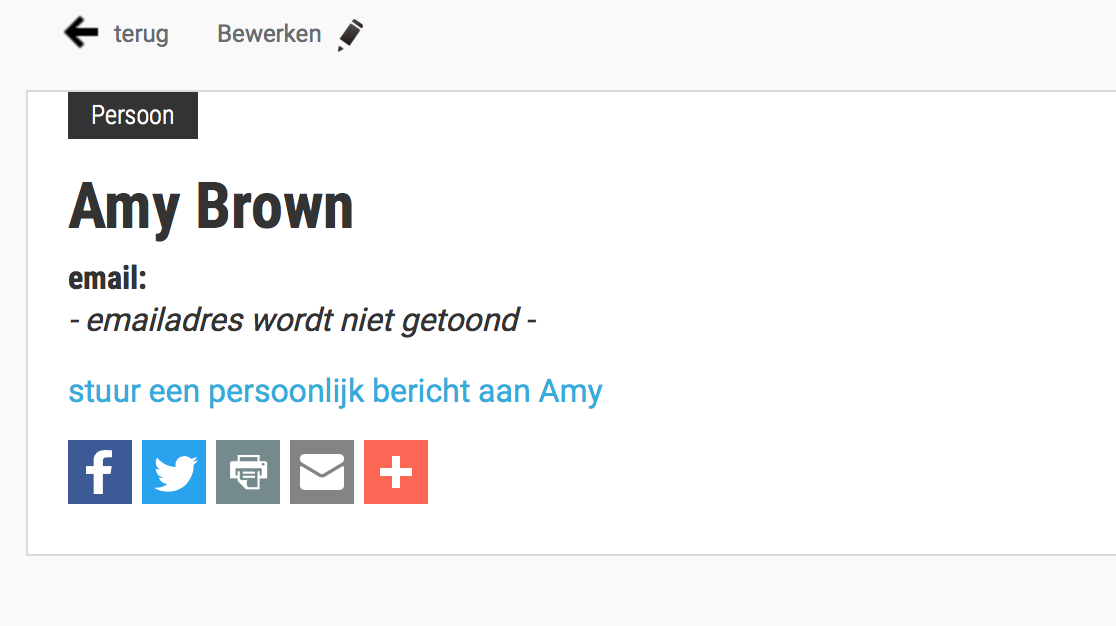 terug Bewerken
Persoon
Amy Brown
email:
- emailadres wordt niet getoond -
stuur een persoonlijk bericht aan Amy